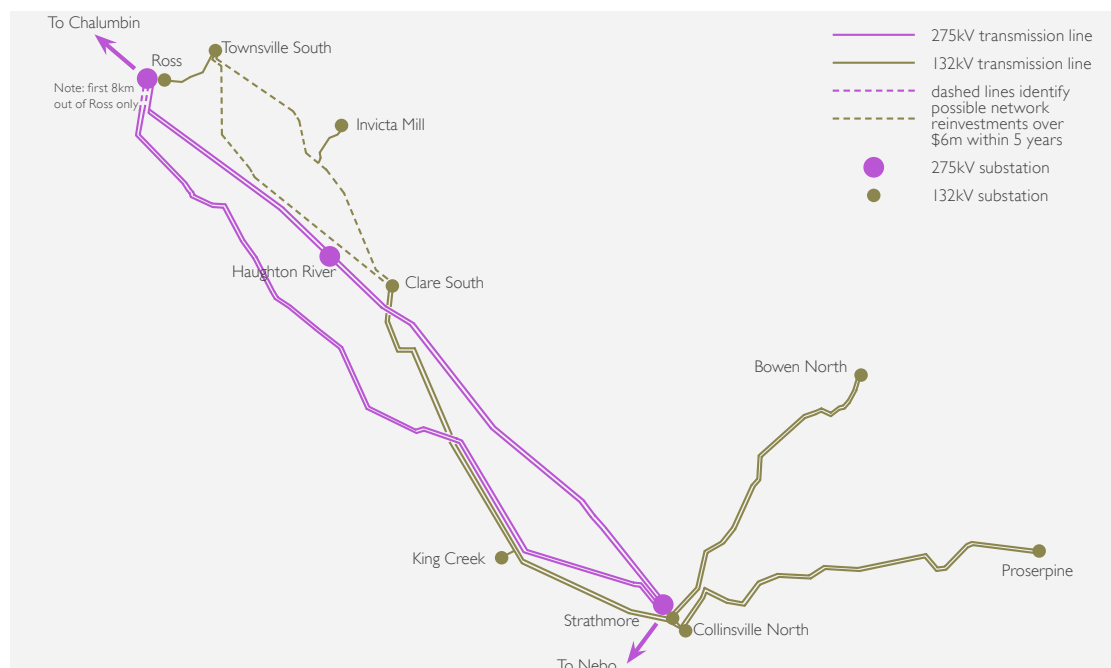 To Chalumbin
Townsville South
Ross
Note: first 8km
out of Ross only
Invicta Mill
275kV transmission line
132kV transmission line
dashed lines identify
possible network
reinvestments over
$6m within 5 years
275kV substation
132kV substation
Haughton River
Clare South
Bowen North
King Creek
Proserpine
Strathmore
Collinsville North
To Nebo